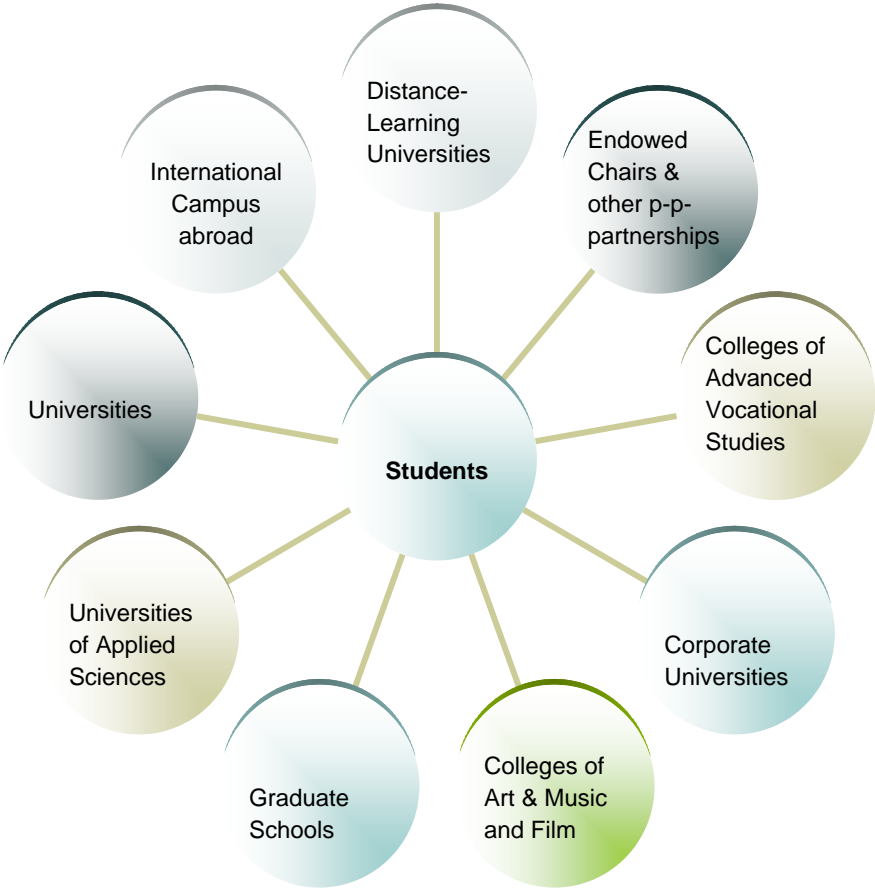 Distance-
Learning
Universities
Endowed
Chairs &
other p-p-
partnerships
International
Campus
abroad
Colleges of
Advanced
Vocational
Studies
Universities
Students
Universities
of Applied
Sciences
Corporate
Universities
Graduate
Schools
Colleges of
Art & Music
and Film